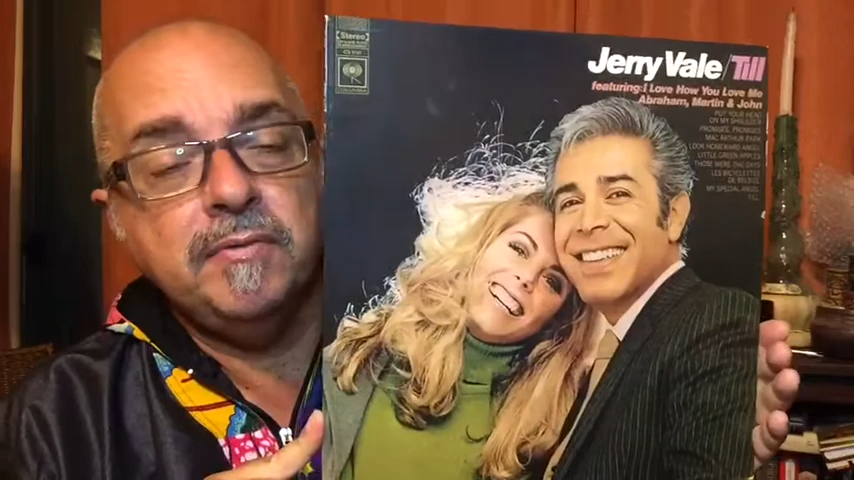 Stereo
COLUMBIA
Jerry Vale/Till
featuring: I Love How You Love Me
Abraham, Martin & John
PUT YOUR HEAD
ON MY SHOULDER
PROMISES, PROMISES
MAC ARTHUR PARK
LOOK HOMEWARD ANGEL
LITTLE GREEN APPLES
THOSE WERE THE DAYS
LES BICYCLETTES
DE BELSIZE
MY SPECIAL ANGEL
TILL